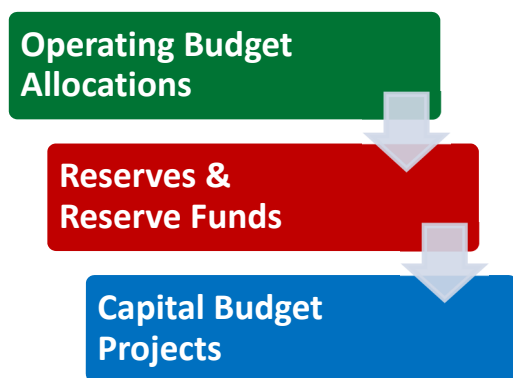 Operating Budget
Allocations
Reserves &
Reserve Funds
Capital Budget
Projects